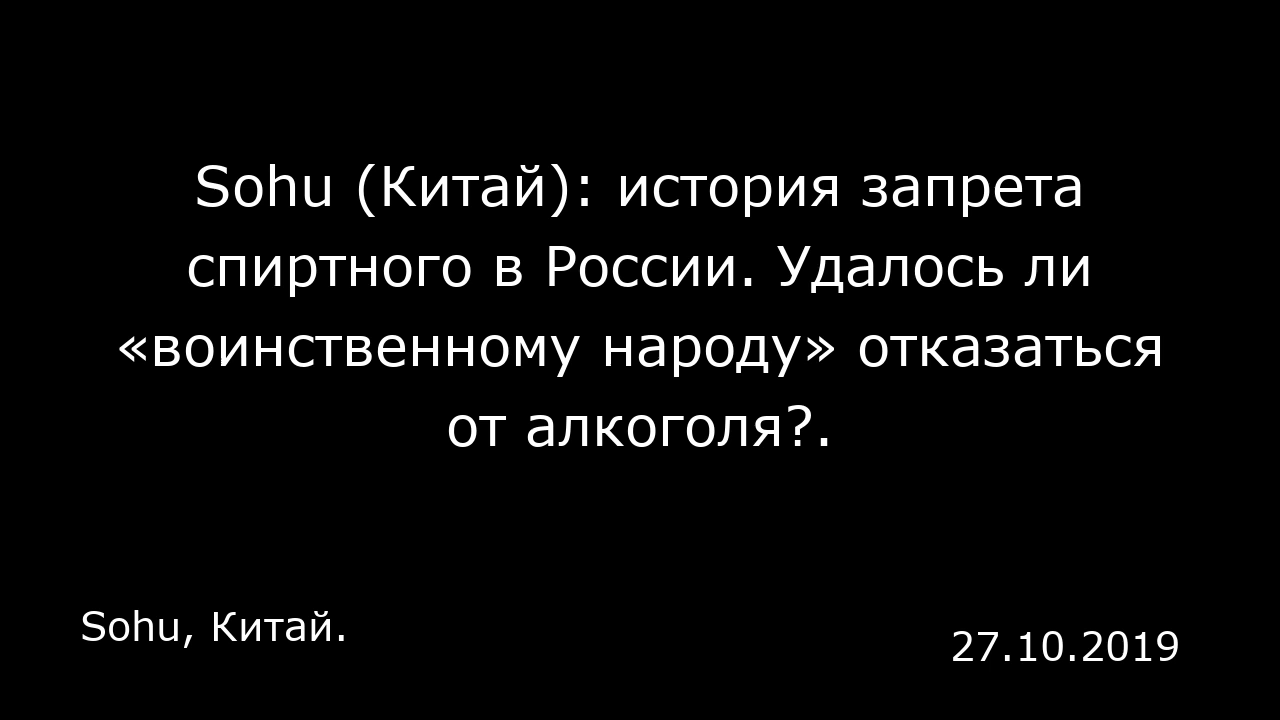 Sohu (Китай): история запрета
спиртного в России. Удалось ли
«воинственному народу» отказаться
от алкоголя?.
Sohu, Китай.
27.10.2019